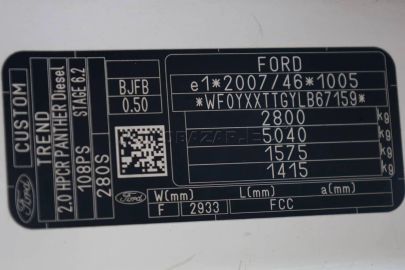 CUSTOM
TREND
2.0 HPCR PANTHER Diesel
108PS STAGE 6.2
280S
Ford
BJFB
0.50
Ford
FORD
e1*2007/46*1005
*WF0YXXTTGYLB67159*
2800 kg
5040 kg
1575 kg
1415 kg
W(mm) L(mm) a(mm)
F 2933 FCC